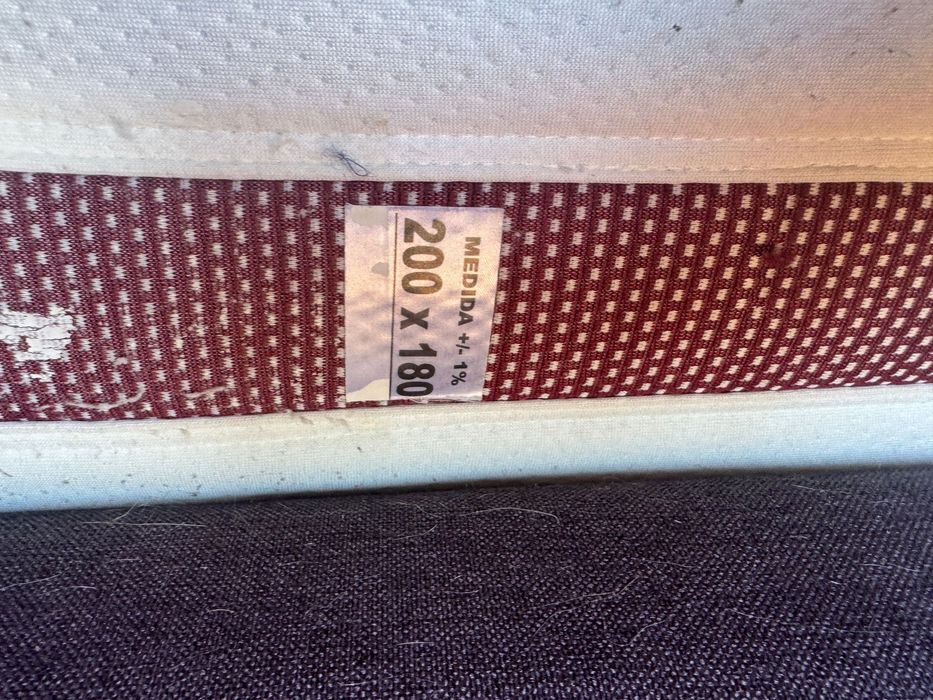 MEDIDA +/- 1%
200 X 180